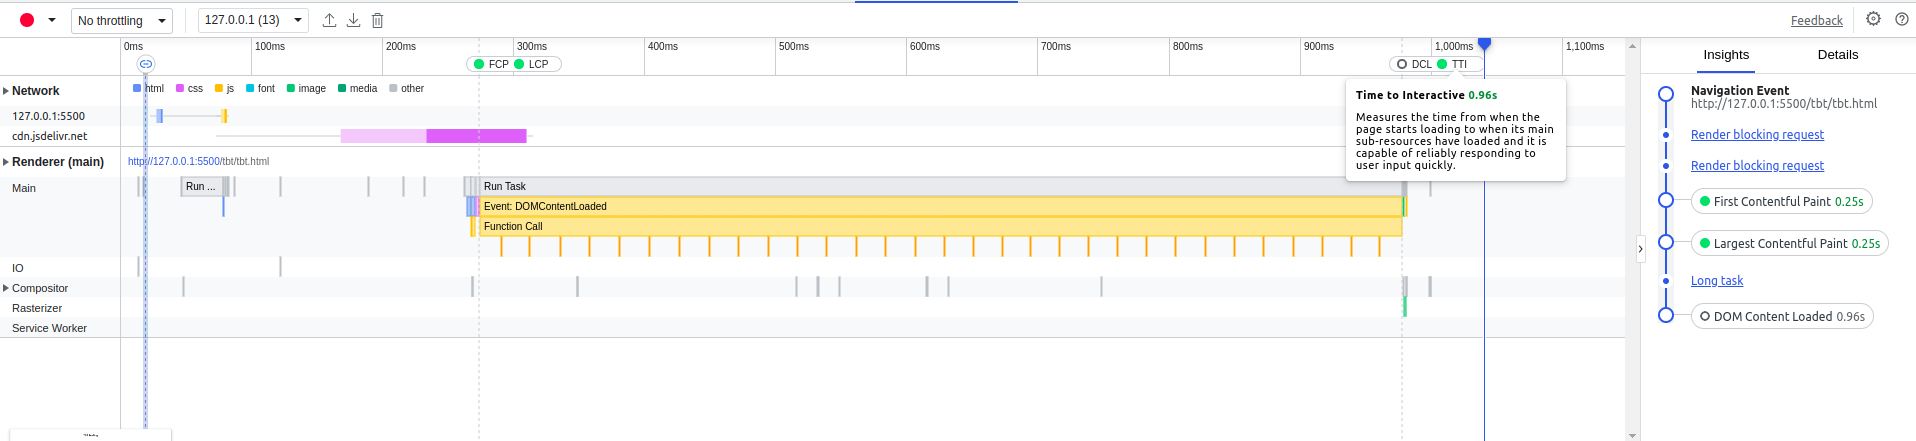 No throttling
127.0.0.1 (13)
Feedback
0ms
100ms
200ms
300ms
400ms
500ms
600ms
700ms
800ms
900ms
1,000ms
1,100ms
FCP
LCP
DCL
TTI
Network
html
css
js
font
image
media
other
127.0.0.1:5500
cdn.jsdelivr.net
Renderer (main)
http://127.0.0.1:5500/tbt/tbt.html
Main
Run ...
Run Task
Event: DOMContentLoaded
Function Call
IO
Compositor
Rasterizer
Service Worker
Time to Interactive 0.96s
Measures the time from when the
page starts loading to when its main
sub-resources have loaded and it is
capable of reliably responding to
user input quickly.
Insights
Details
Navigation Event
http://127.0.0.1:5500/tbt/tbt.html
Render blocking request
Render blocking request
First Contentful Paint 0.25s
Largest Contentful Paint 0.25s
Long task
DOM Content Loaded 0.96s